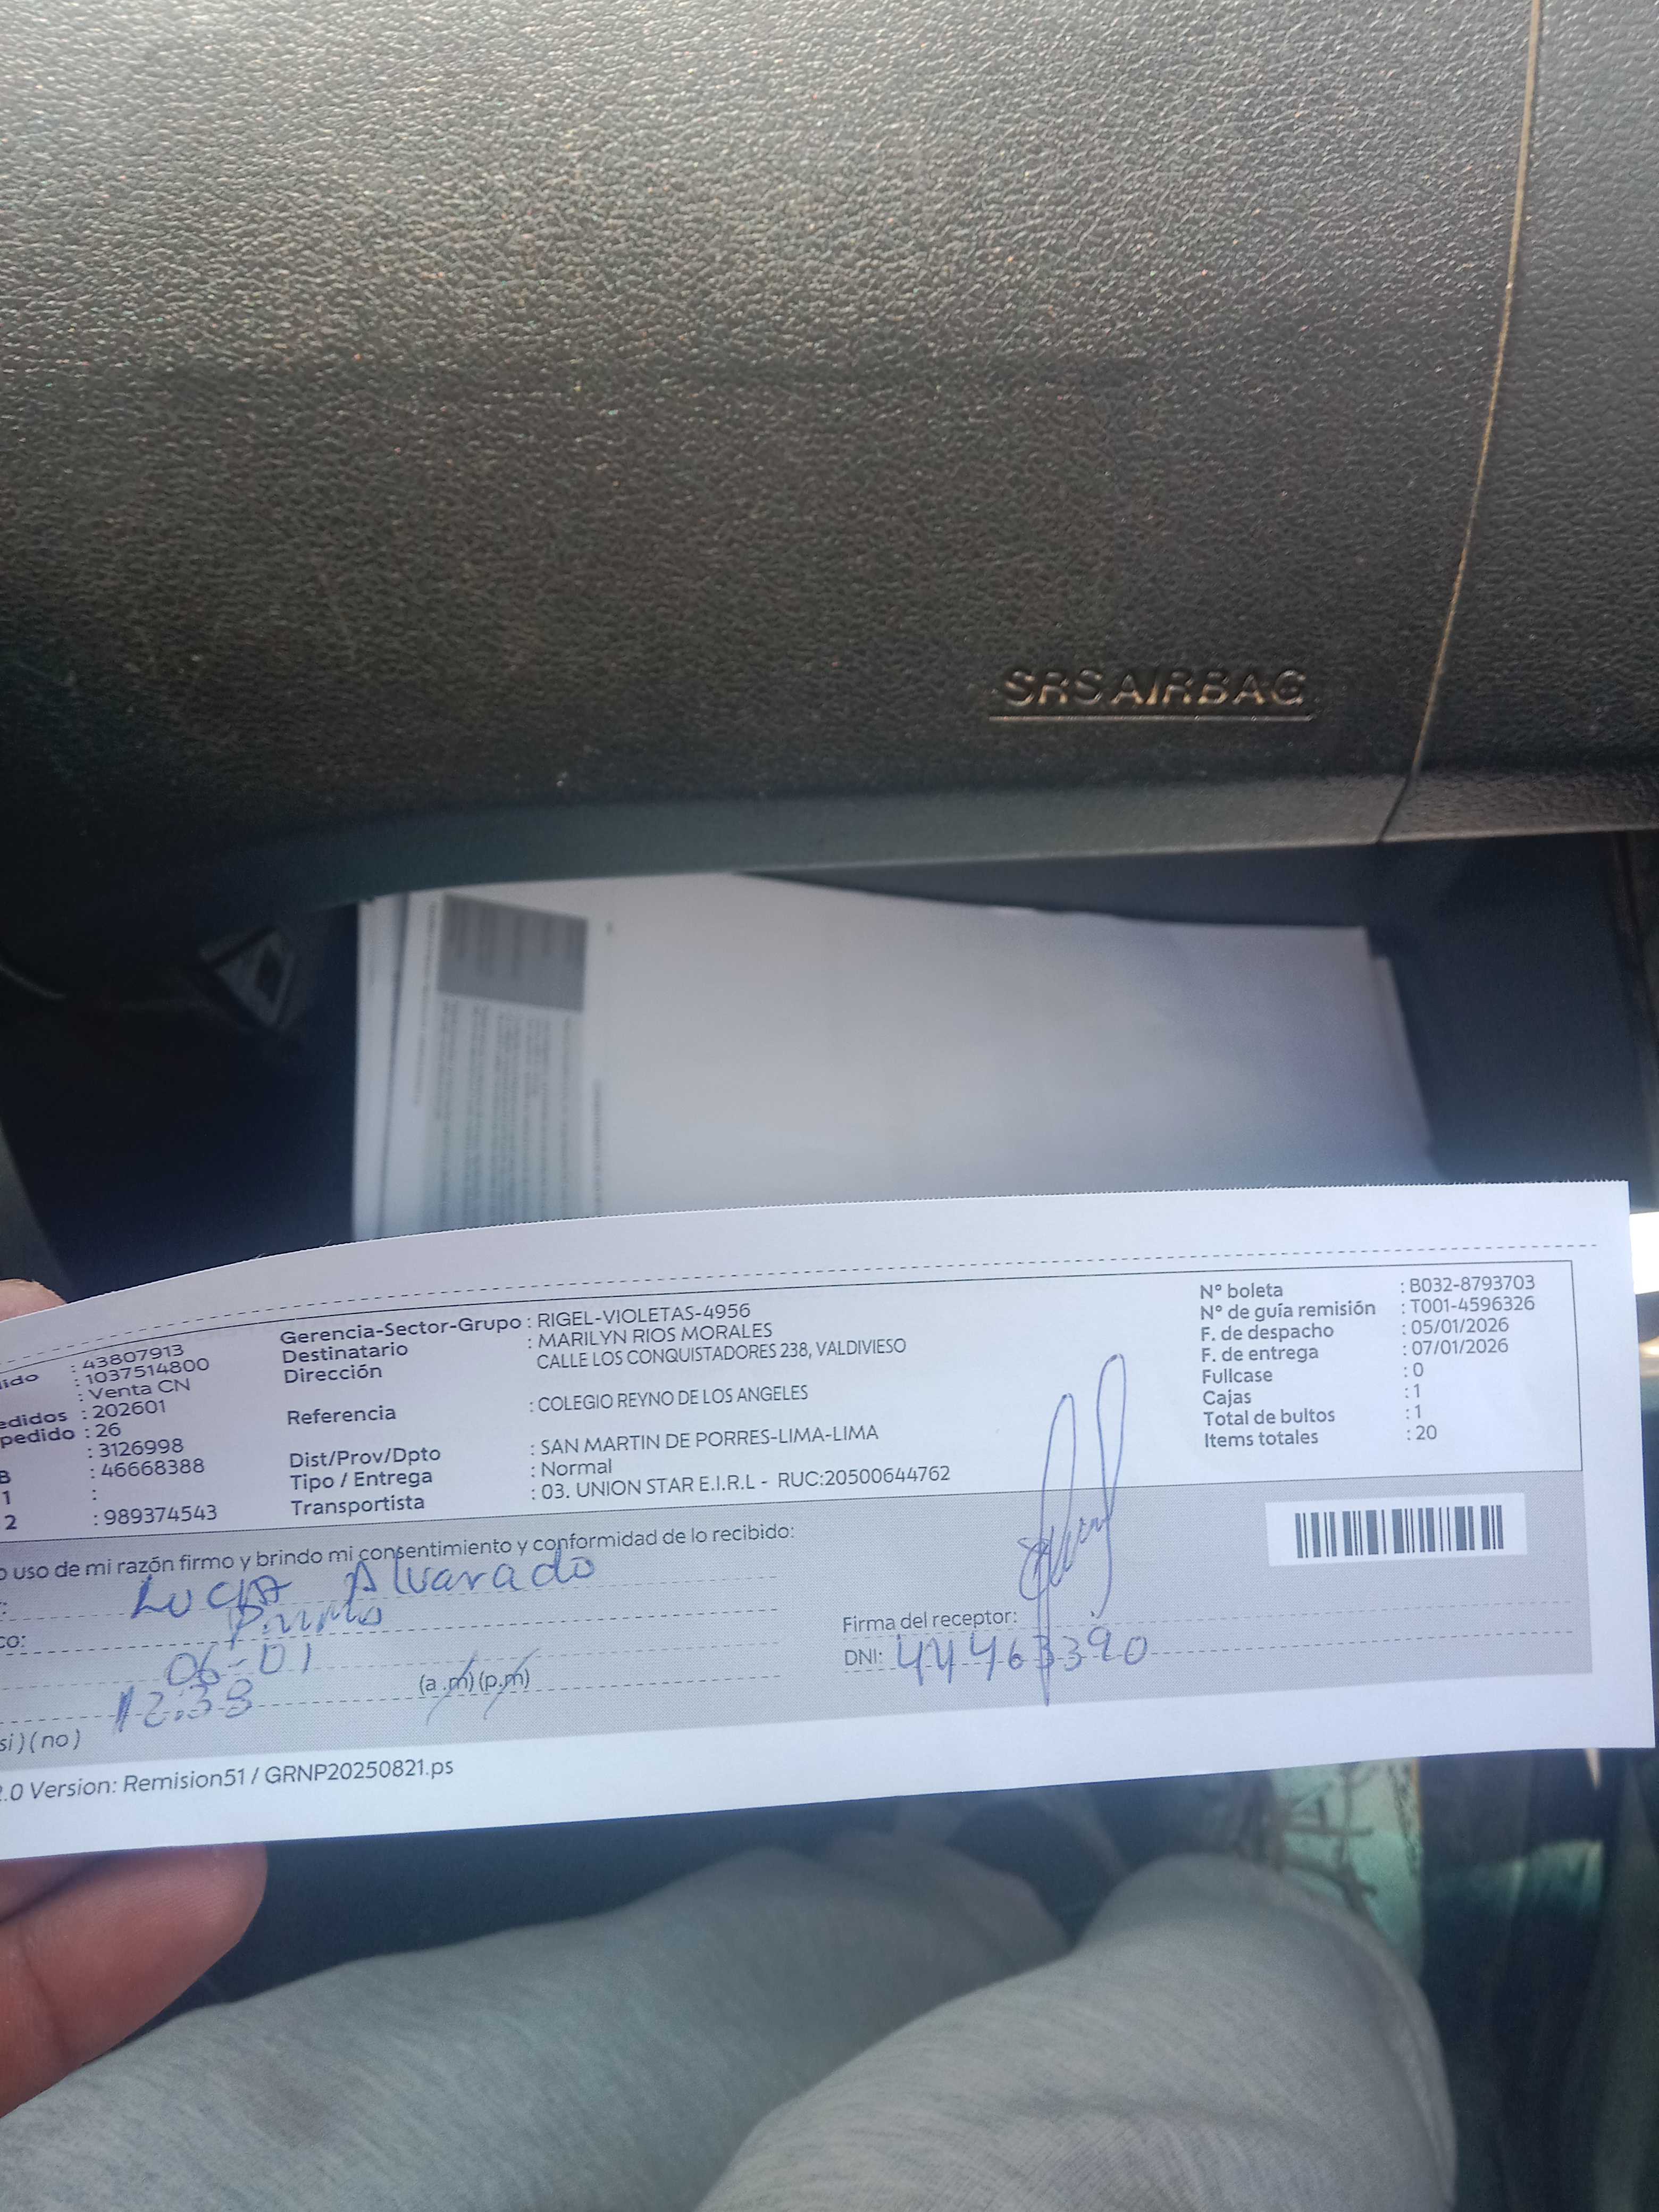 SRS AIRBAG
ido : 43807913
: 1037514800
: Venta CN
edidos : 202601
pedido : 26
: 3126998
B : 46668388
1 :
2 : 989374543
Gerencia-Sector-Grupo : RIGEL-VIOLETAS-4956
Destinatario : MARILYN RIOS MORALES
Dirección CALLE LOS CONQUISTADORES 238, VALDIVIESO
Referencia : COLEGIO REYNO DE LOS ANGELES
Dist/Prov/Dpto : SAN MARTIN DE PORRES-LIMA-LIMA
Tipo / Entrega : Normal
Transportista : 03. UNION STAR E.I.R.L - RUC:20500644762
N° boleta : B032-8793703
N° de guía remisión : T001-4596326
F. de despacho : 05/01/2026
F. de entrega : 07/01/2026
Fullcase : 0
Cajas : 1
Total de bultos : 1
Items totales : 20
o uso de mi razón firmo y brindo mi consentimiento y conformidad de lo recibido:
Lucia Alvarado
co:
06-01
12:38 (a.m) (p.m)
Firma del receptor:
DNI: 44463390
si ) ( no )
2.0 Version: Remision51 / GRNP20250821.ps